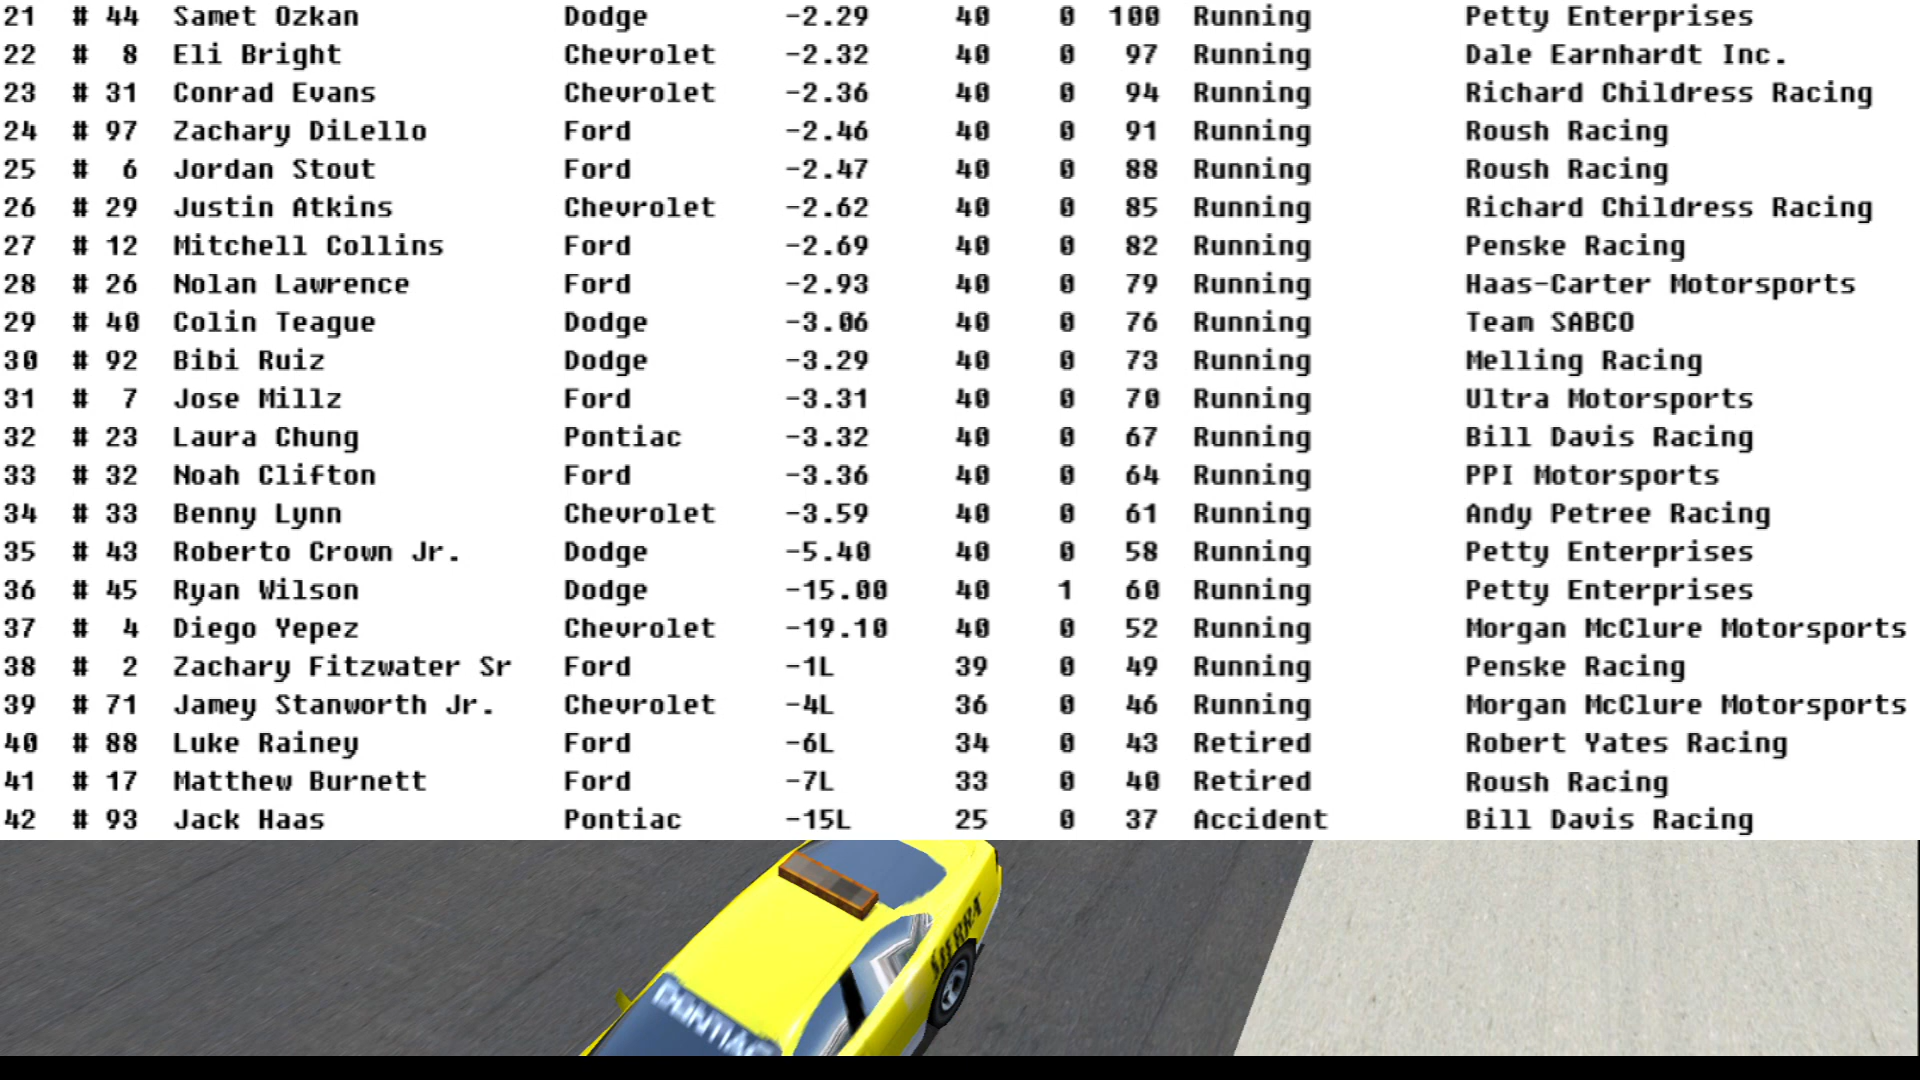 21 # 44 Samet Ozkan Dodge -2.29 40 0 100 Running Petty Enterprises
22 # 8 Eli Bright Chevrolet -2.32 40 0 97 Running Dale Earnhardt Inc.
23 # 31 Conrad Evans Chevrolet -2.36 40 0 94 Running Richard Childress Racing
24 # 97 Zachary DiLello Ford -2.46 40 0 91 Running Roush Racing
25 # 6 Jordan Stout Ford -2.47 40 0 88 Running Roush Racing
26 # 29 Justin Atkins Chevrolet -2.62 40 0 85 Running Richard Childress Racing
27 # 12 Mitchell Collins Ford -2.69 40 0 82 Running Penske Racing
28 # 26 Nolan Lawrence Ford -2.93 40 0 79 Running Haas-Carter Motorsports
29 # 40 Colin Teague Dodge -3.06 40 0 76 Running Team SABCO
30 # 92 Bibi Ruiz Dodge -3.29 40 0 73 Running Melling Racing
31 # 7 Jose Millz Ford -3.31 40 0 70 Running Ultra Motorsports
32 # 23 Laura Chung Pontiac -3.32 40 0 67 Running Bill Davis Racing
33 # 32 Noah Clifton Ford -3.36 40 0 64 Running PPI Motorsports
34 # 33 Benny Lynn Chevrolet -3.59 40 0 61 Running Andy Petree Racing
35 # 43 Roberto Crown Jr. Dodge -5.40 40 0 58 Running Petty Enterprises
36 # 45 Ryan Wilson Dodge -15.00 40 1 60 Running Petty Enterprises
37 # 4 Diego Yepez Chevrolet -19.10 40 0 52 Running Morgan McClure Motorsports
38 # 2 Zachary Fitzwater Sr Ford -1L 39 0 49 Running Penske Racing
39 # 71 Jamey Stanworth Jr. Chevrolet -4L 36 0 46 Running Morgan McClure Motorsports
40 # 88 Luke Rainey Ford -6L 34 0 43 Retired Robert Yates Racing
41 # 17 Matthew Burnett Ford -7L 33 0 40 Retired Roush Racing
42 # 93 Jack Haas Pontiac -15L 25 0 37 Accident Bill Davis Racing
SIERRA
PONTIAC